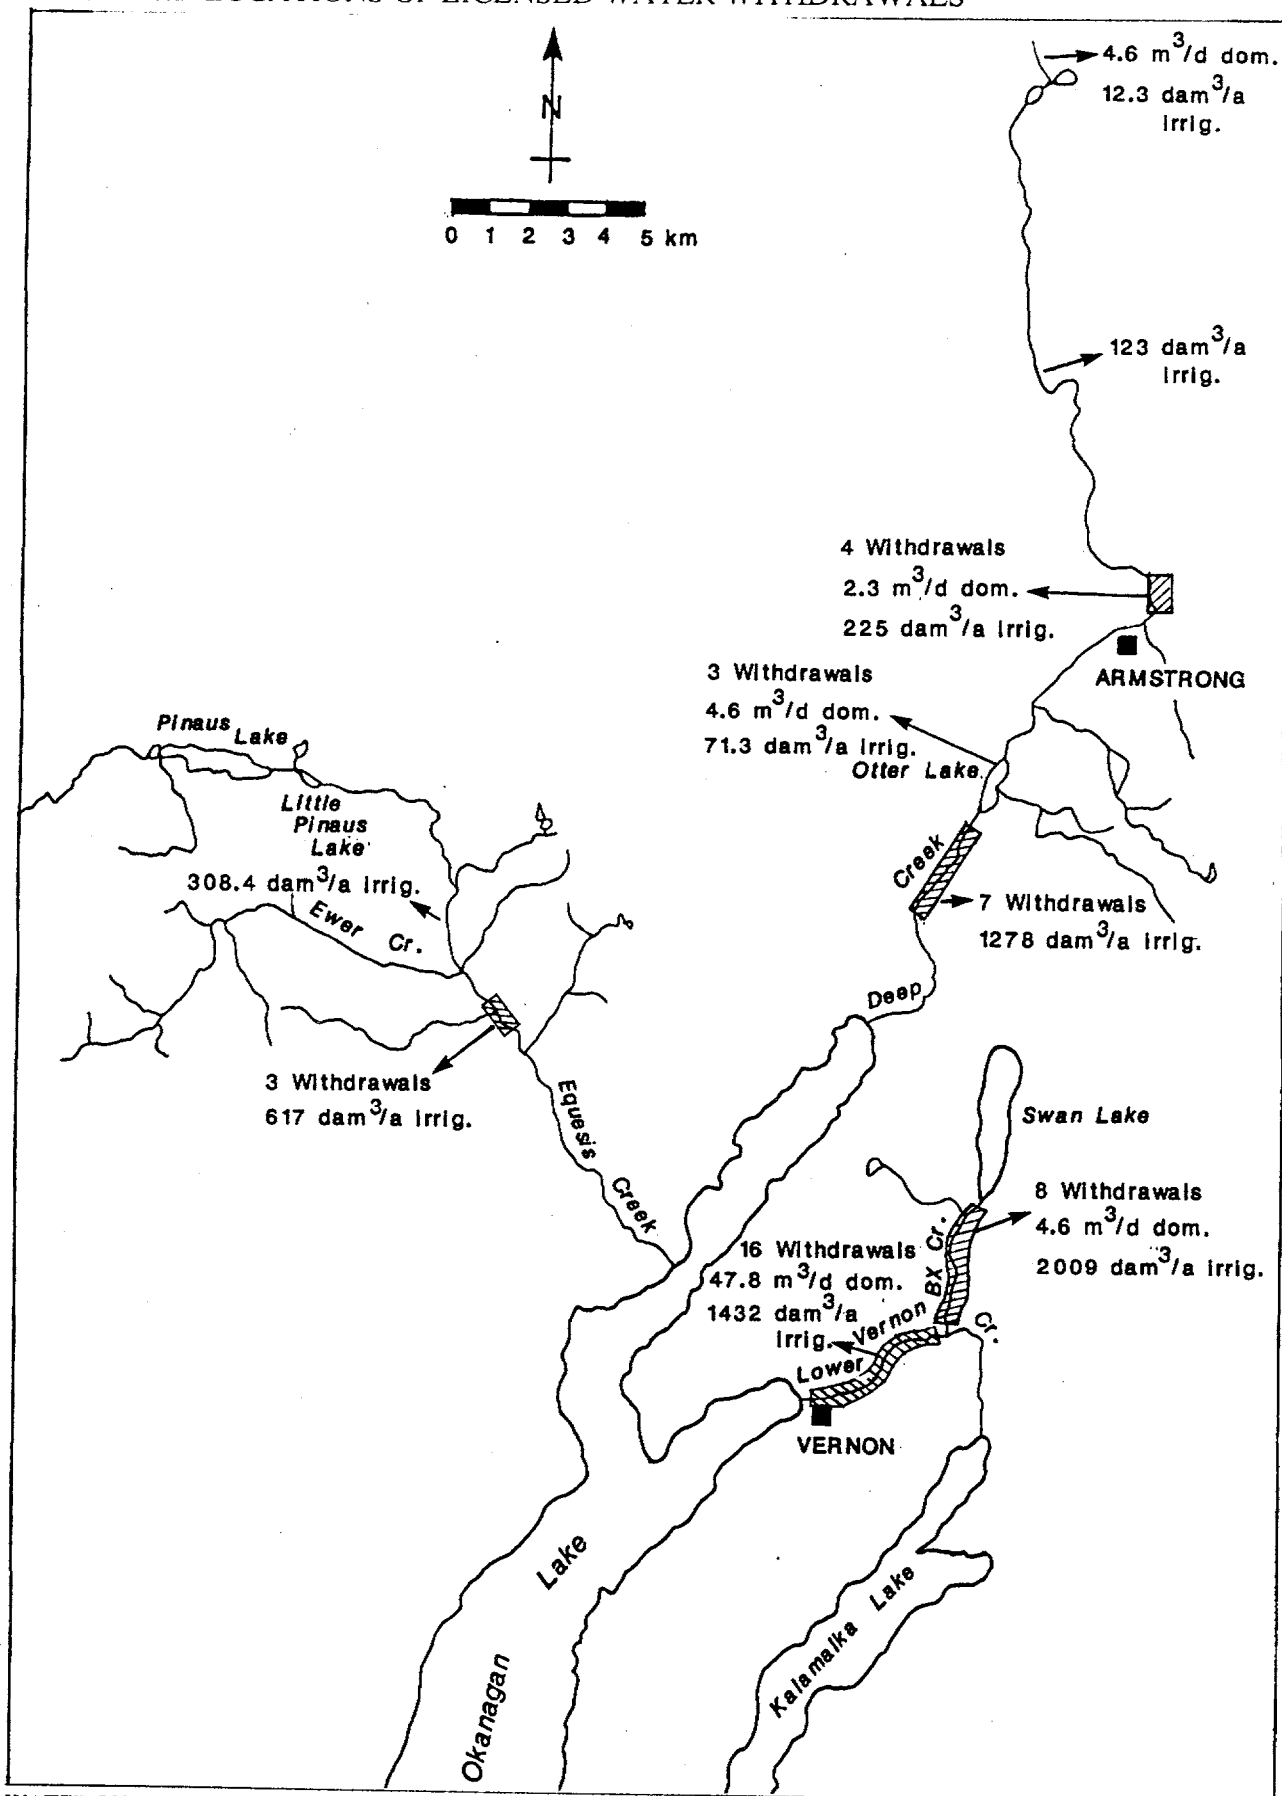 LOCATIONS OF LICENSED WATER WITHDRAWALS
N
0 1 2 3 4 5 km
4.6 m³/d dom.
12.3 dam³/a
irrig.
123 dam³/a
irrig.
4 Withdrawals
2.3 m³/d dom.
225 dam³/a irrig.
ARMSTRONG
3 Withdrawals
4.6 m³/d dom.
71.3 dam³/a irrig.
Otter Lake
Pinaus
Lake
Little
Pinaus
Lake
308.4 dam³/a irrig.
Ewer Cr.
Creek
7 Withdrawals
1278 dam³/a irrig.
Deep
3 Withdrawals
617 dam³/a irrig.
Equesis
Creek
Swan Lake
8 Withdrawals
4.6 m³/d dom.
2009 dam³/a irrig.
BX Cr.
16 Withdrawals
47.8 m³/d dom.
1432 dam³/a
irrig.
Lower Vernon Cr.
VERNON
Okanagan Lake
Kalamalka Lake